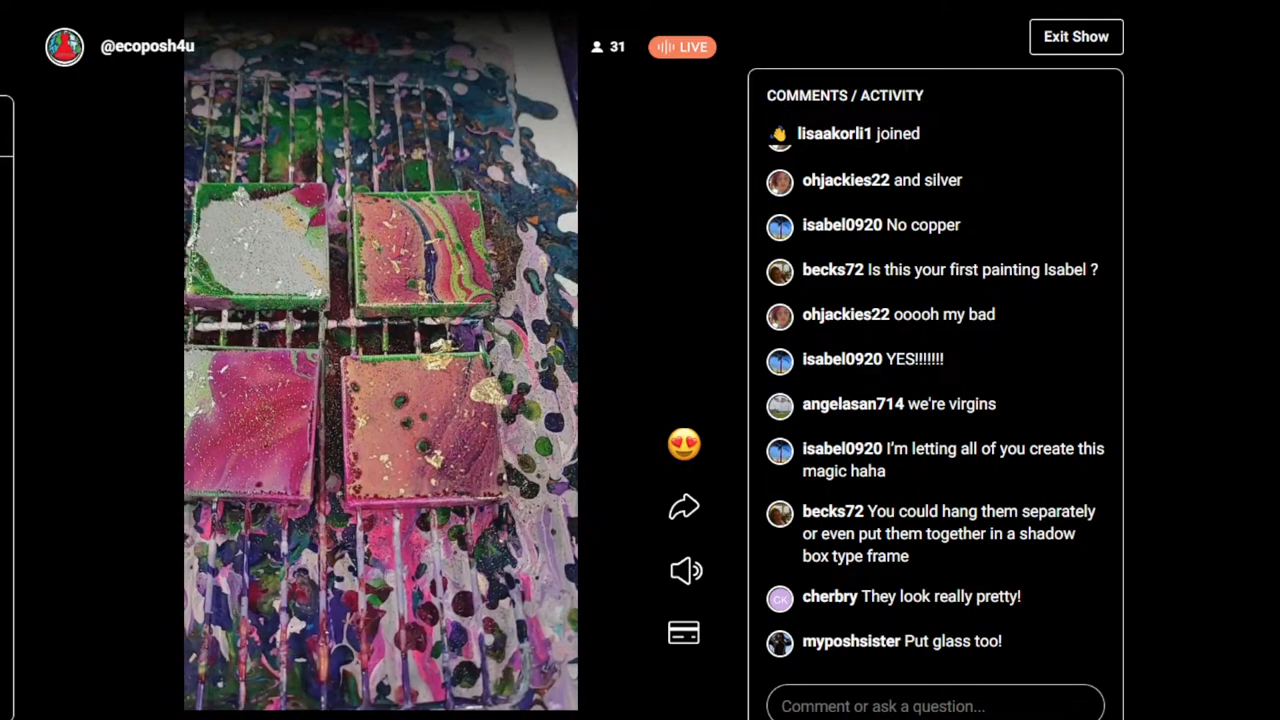 @ecoposh4u
31
LIVE
Exit Show
COMMENTS / ACTIVITY
lisaakorli1 joined
ohjackies22 and silver
isabel0920 No copper
becks72 Is this your first painting Isabel ?
ohjackies22 ooooh my bad
isabel0920 YES!!!!!!!
angelasan714 we're virgins
isabel0920 I'm letting all of you create this
magic haha
becks72 You could hang them separately
or even put them together in a shadow
box type frame
CK
cherbry They look really pretty!
myposhsister Put glass too!
Comment or ask a question...